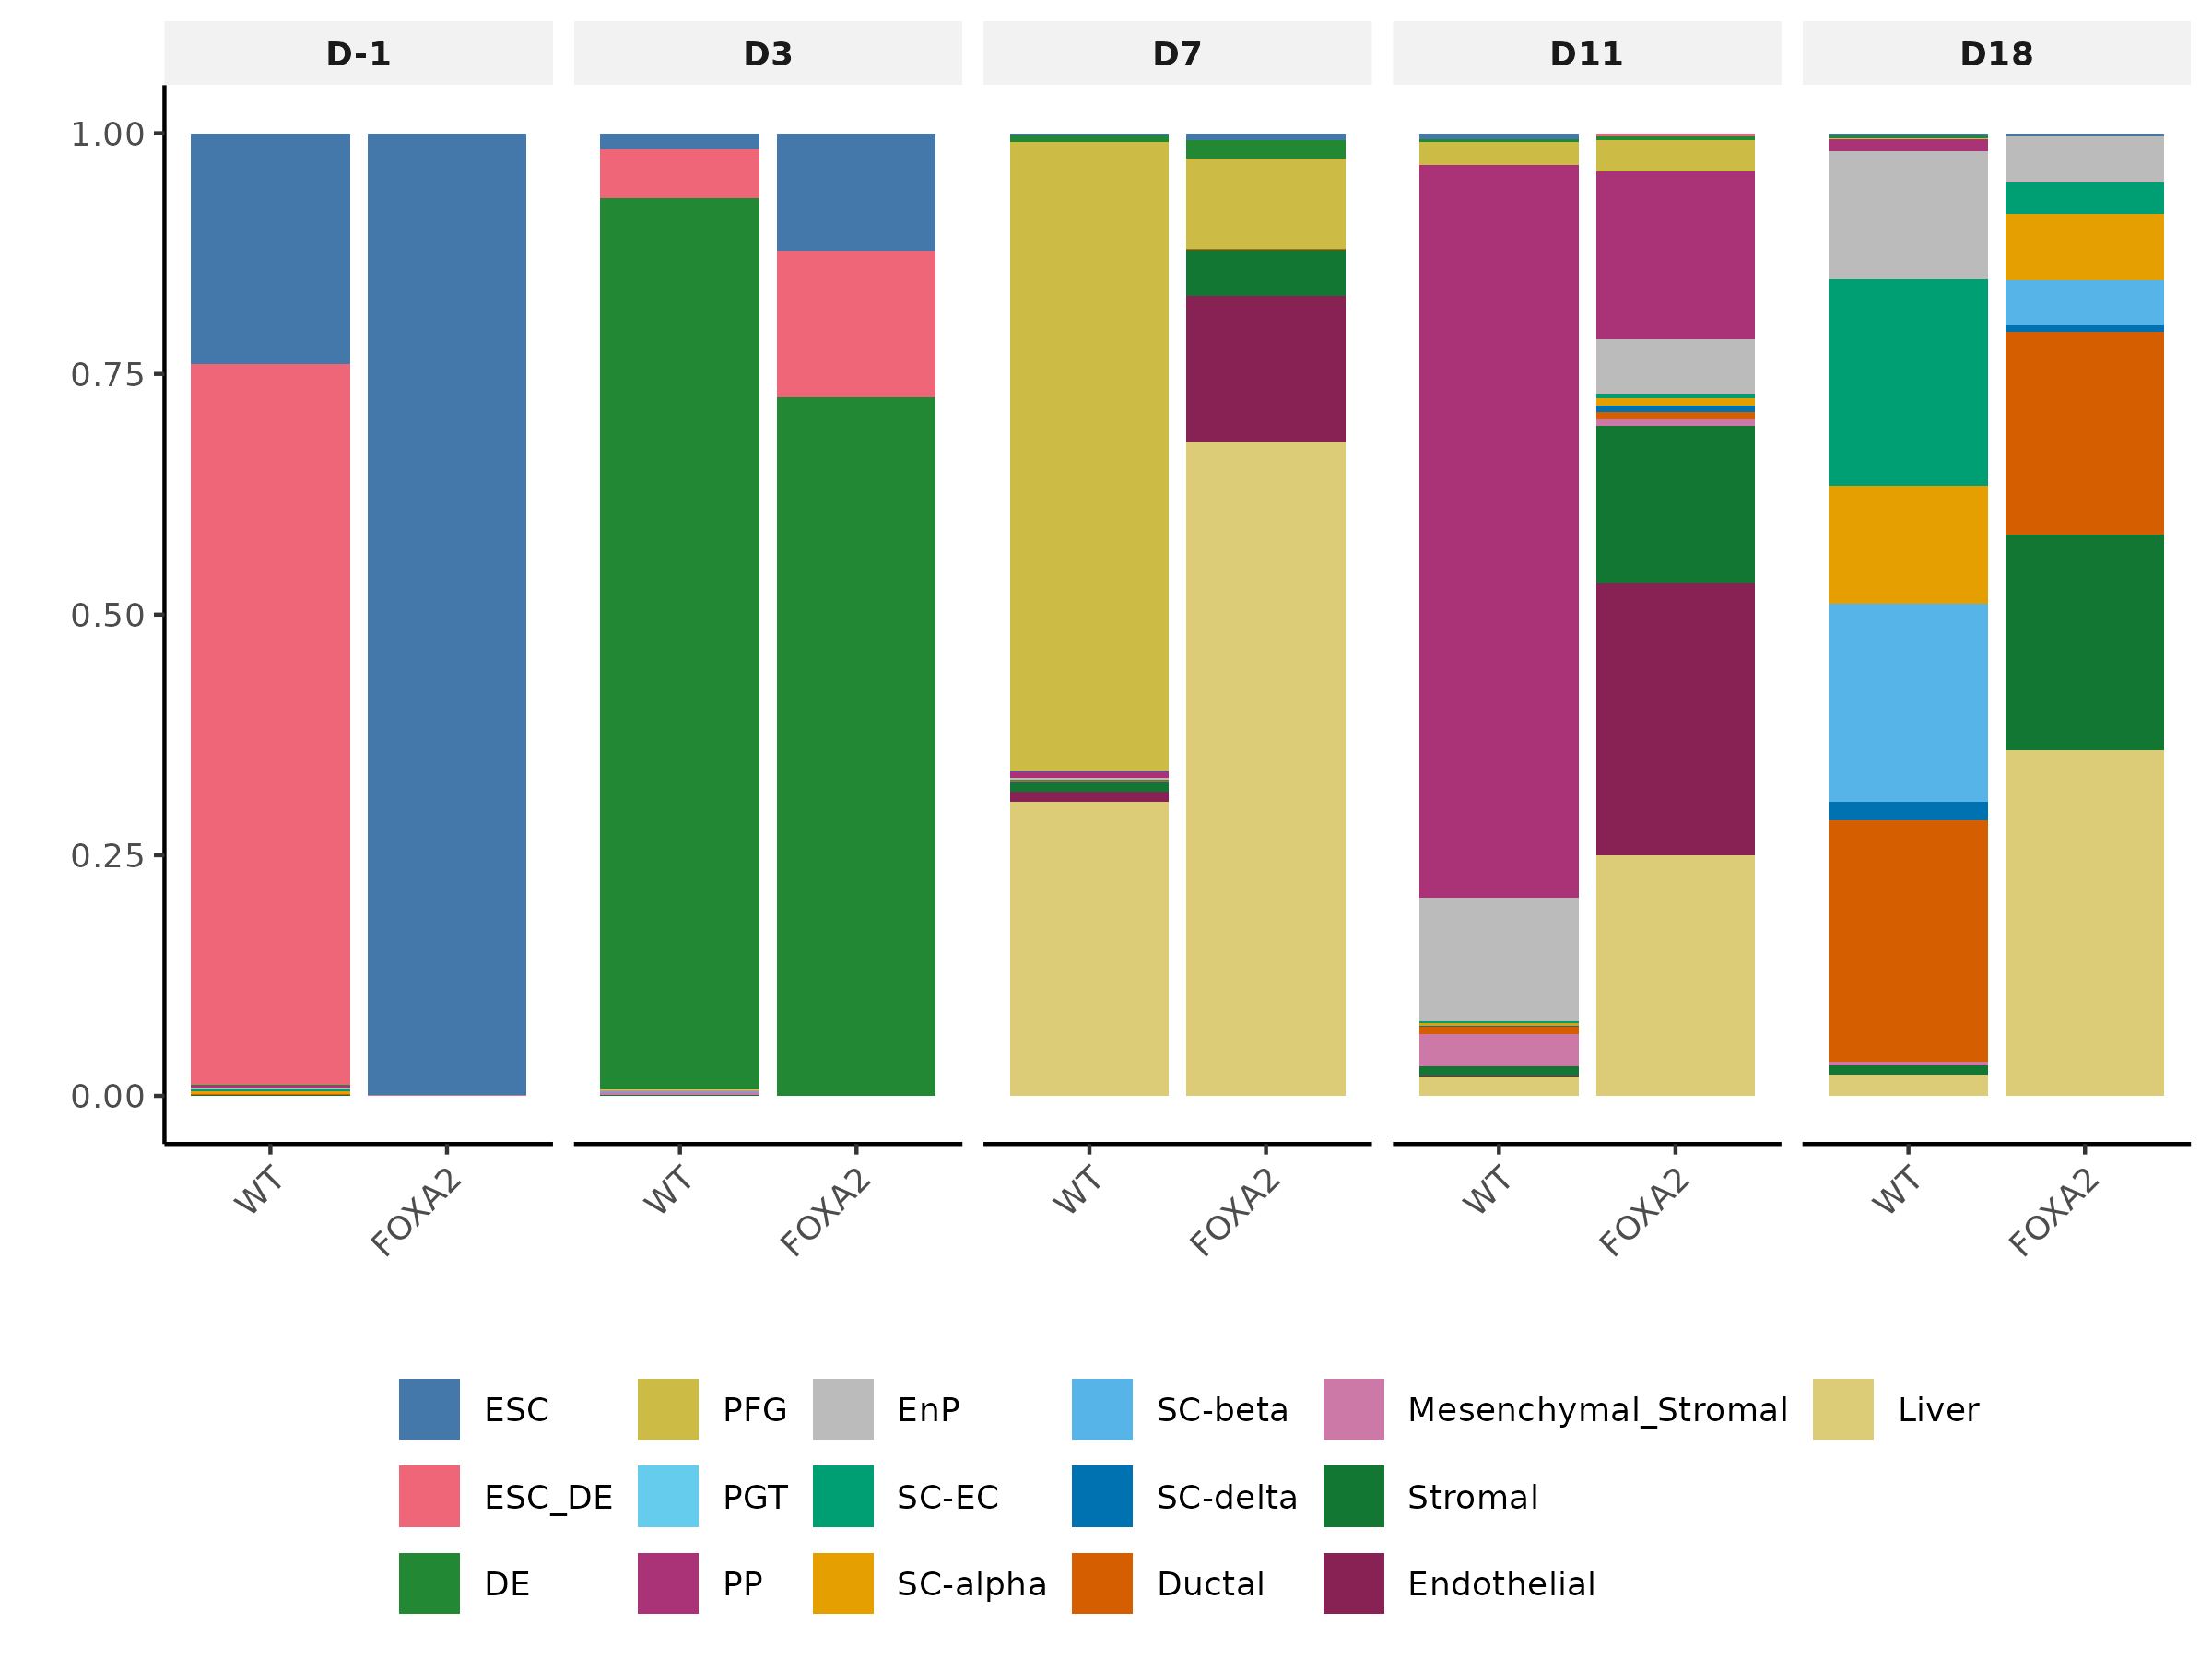 D-1 D3 D7 D11 D18
1.00
0.75
0.50
0.25
0.00
WT FOXA2 WT FOXA2 WT FOXA2 WT FOXA2 WT FOXA2
ESC PFG EnP SC-beta Mesenchymal_Stromal Liver
ESC_DE PGT SC-EC SC-delta Stromal
DE PP SC-alpha Ductal Endothelial